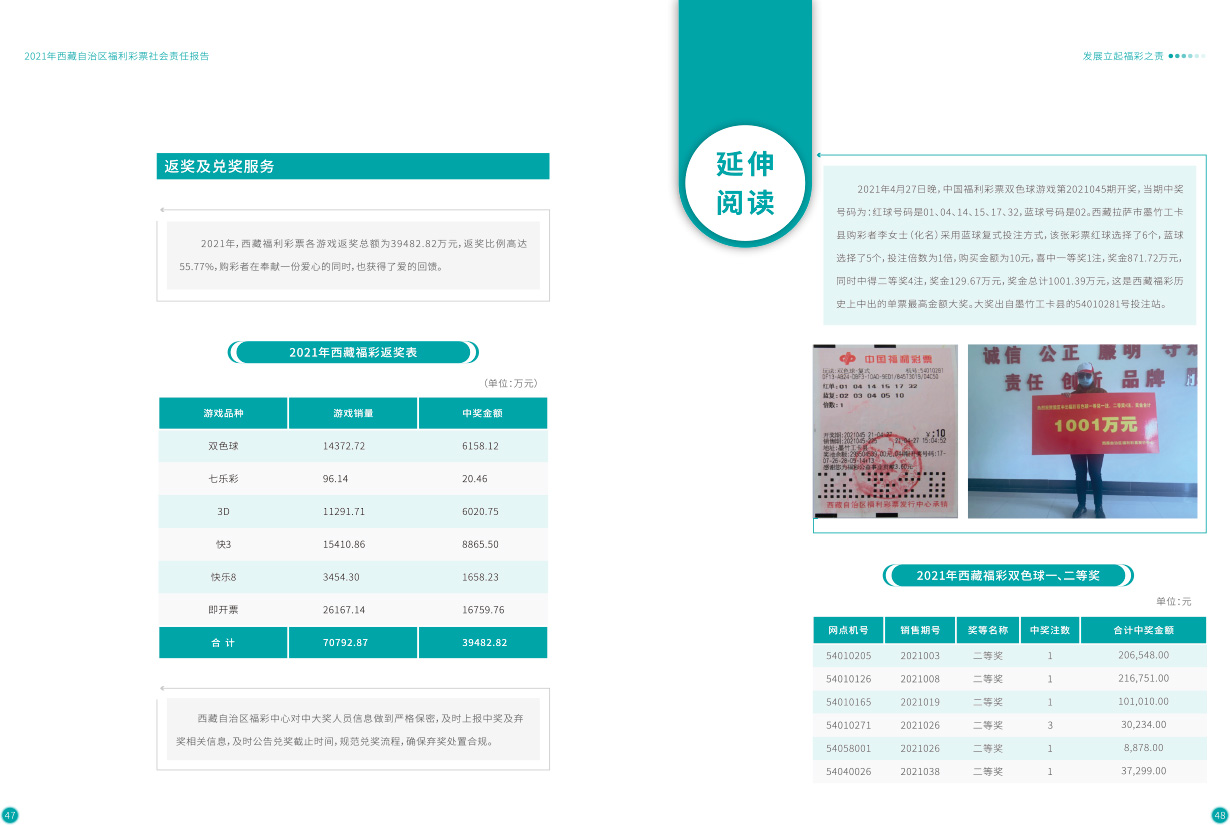 2021年西藏自治区福利彩票社会责任报告
返奖及兑奖服务
2021年，西藏福利彩票各游戏返奖总额为39482.82万元，返奖比例高达
55.77%，购彩者在奉献一份爱心的同时，也获得了爱的回馈。
2021年西藏福彩返奖表
（单位：万元）
游戏品种 游戏销量 中奖金额
双色球 14372.72 6158.12
七乐彩 96.14 20.46
3D 11291.71 6020.75
快3 15410.86 8865.50
快乐8 3454.30 1658.23
即开票 26167.14 16759.76
合 计 70792.87 39482.82
西藏自治区福彩中心对中大奖人员信息做到严格保密，及时上报中奖及弃
奖相关信息，及时公告兑奖截止时间，规范兑奖流程，确保弃奖处置合规。
47
发展立起福彩之责
延伸
阅读
2021年4月27日晚，中国福利彩票双色球游戏第2021045期开奖，当期中奖
号码为：红球号码是01、04、14、15、17、32，蓝球号码是02。西藏拉萨市墨竹工卡
县购彩者李女士（化名）采用蓝球复式投注方式，该张彩票红球选择了6个，蓝球
选择了5个，投注倍数为1倍，购买金额为10元，喜中一等奖1注，奖金871.72万元，
同时中得二等奖4注，奖金129.67万元，奖金总计1001.39万元，这是西藏福彩历
史上中出的单票最高金额大奖。大奖出自墨竹工卡县的54010281号投注站。
中国福利彩票
玩法:双色球-复式 机号:54010281
红单:01 04 14 15 17 32
蓝复:02 03 04 05 10
倍数:1
开奖期:2021045 21-04-27 ¥:10
地址:墨竹工卡县
西藏自治区福利彩票发行中心承销
诚信 公正 廉明
责任 创新 品牌
1001万元
2021年西藏福彩双色球一、二等奖
单位：元
网点机号 销售期号 奖等名称 中奖注数 合计中奖金额
54010205 2021003 二等奖 1 206,548.00
54010126 2021008 二等奖 1 216,751.00
54010165 2021019 二等奖 1 101,010.00
54010271 2021026 二等奖 3 30,234.00
54058001 2021026 二等奖 1 8,878.00
54040026 2021038 二等奖 1 37,299.00
48